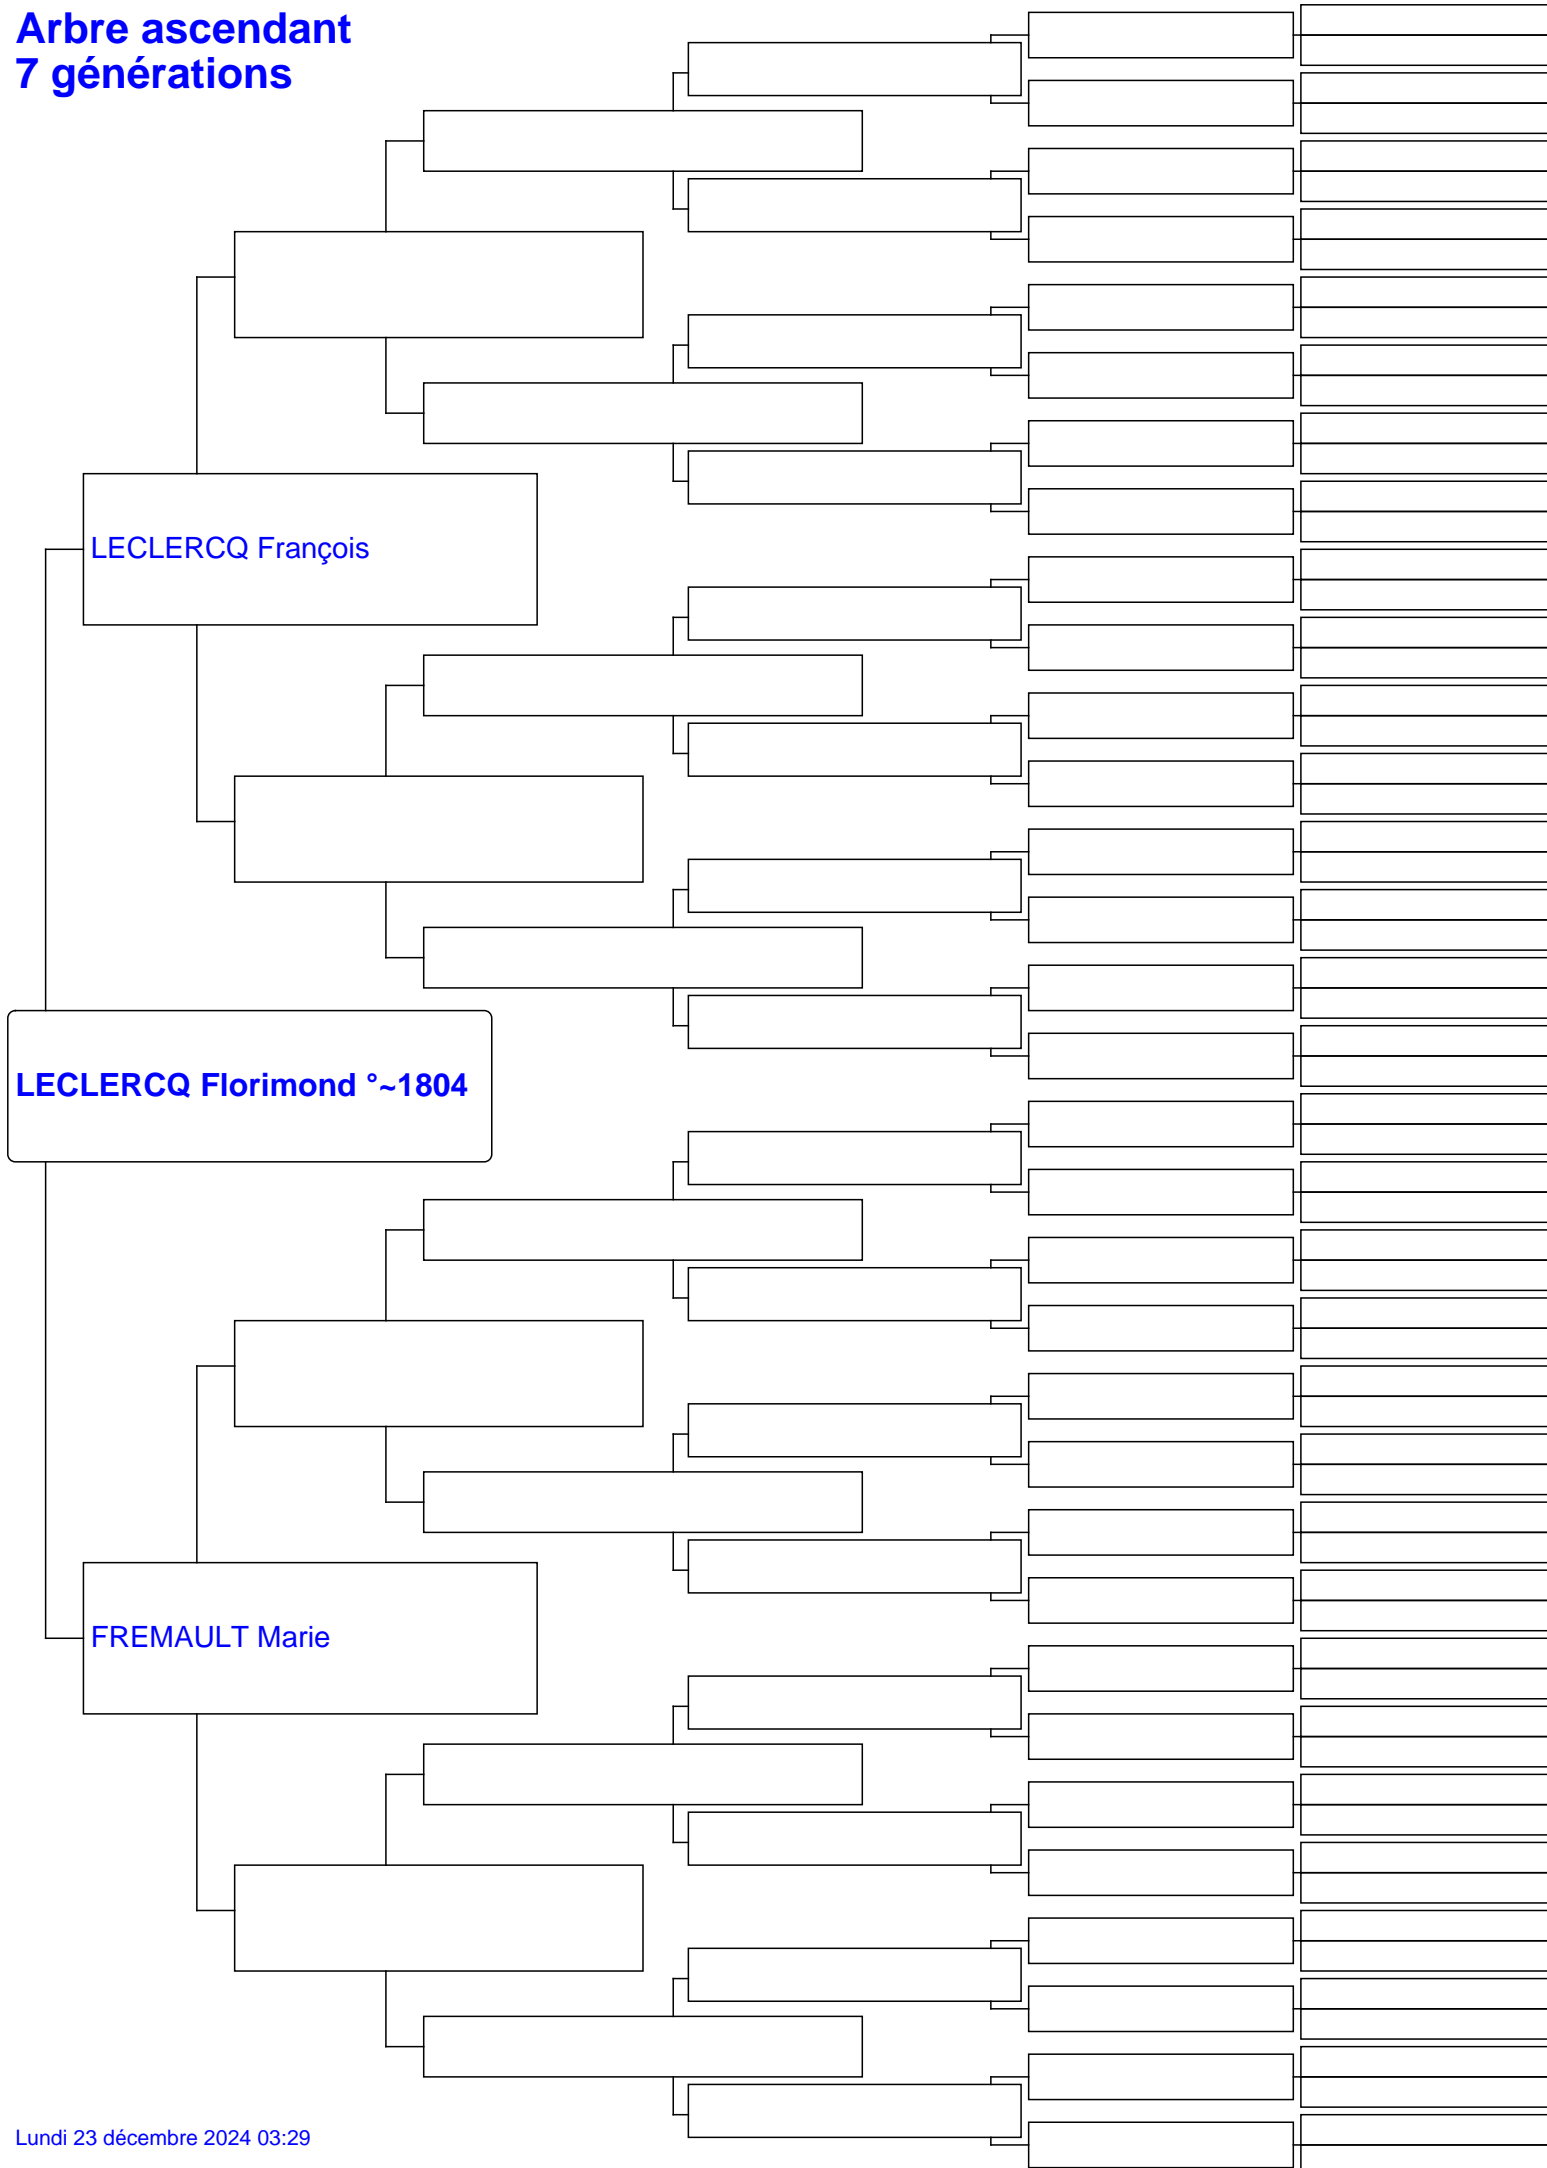 Arbre ascendant
7 générations
LECLERCQ François
LECLERCQ Florimond °~1804
FREMAULT Marie
Lundi 23 décembre 2024 03:29